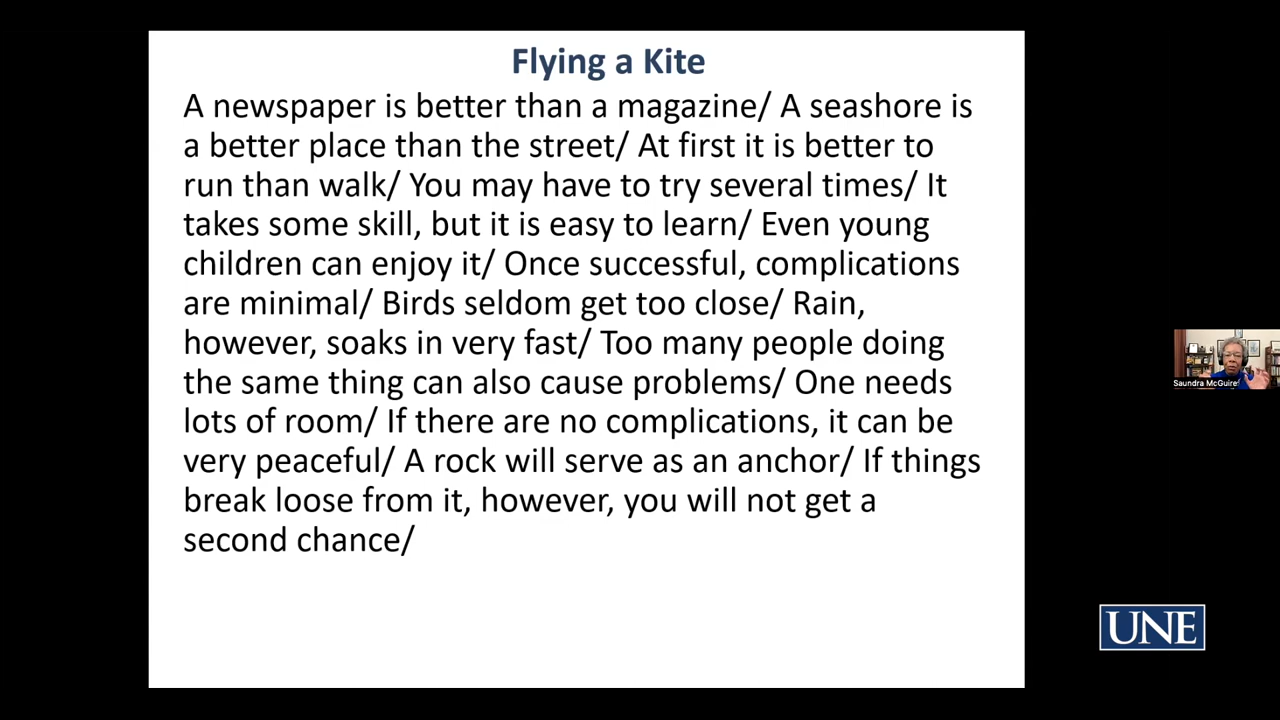 Flying a Kite
A newspaper is better than a magazine/ A seashore is
a better place than the street/ At first it is better to
run than walk/ You may have to try several times/ It
takes some skill, but it is easy to learn/ Even young
children can enjoy it/ Once successful, complications
are minimal/ Birds seldom get too close/ Rain,
however, soaks in very fast/ Too many people doing
the same thing can also cause problems/ One needs
lots of room/ If there are no complications, it can be
very peaceful/ A rock will serve as an anchor/ If things
break loose from it, however, you will not get a
second chance/
Saundra McGuire
UNE